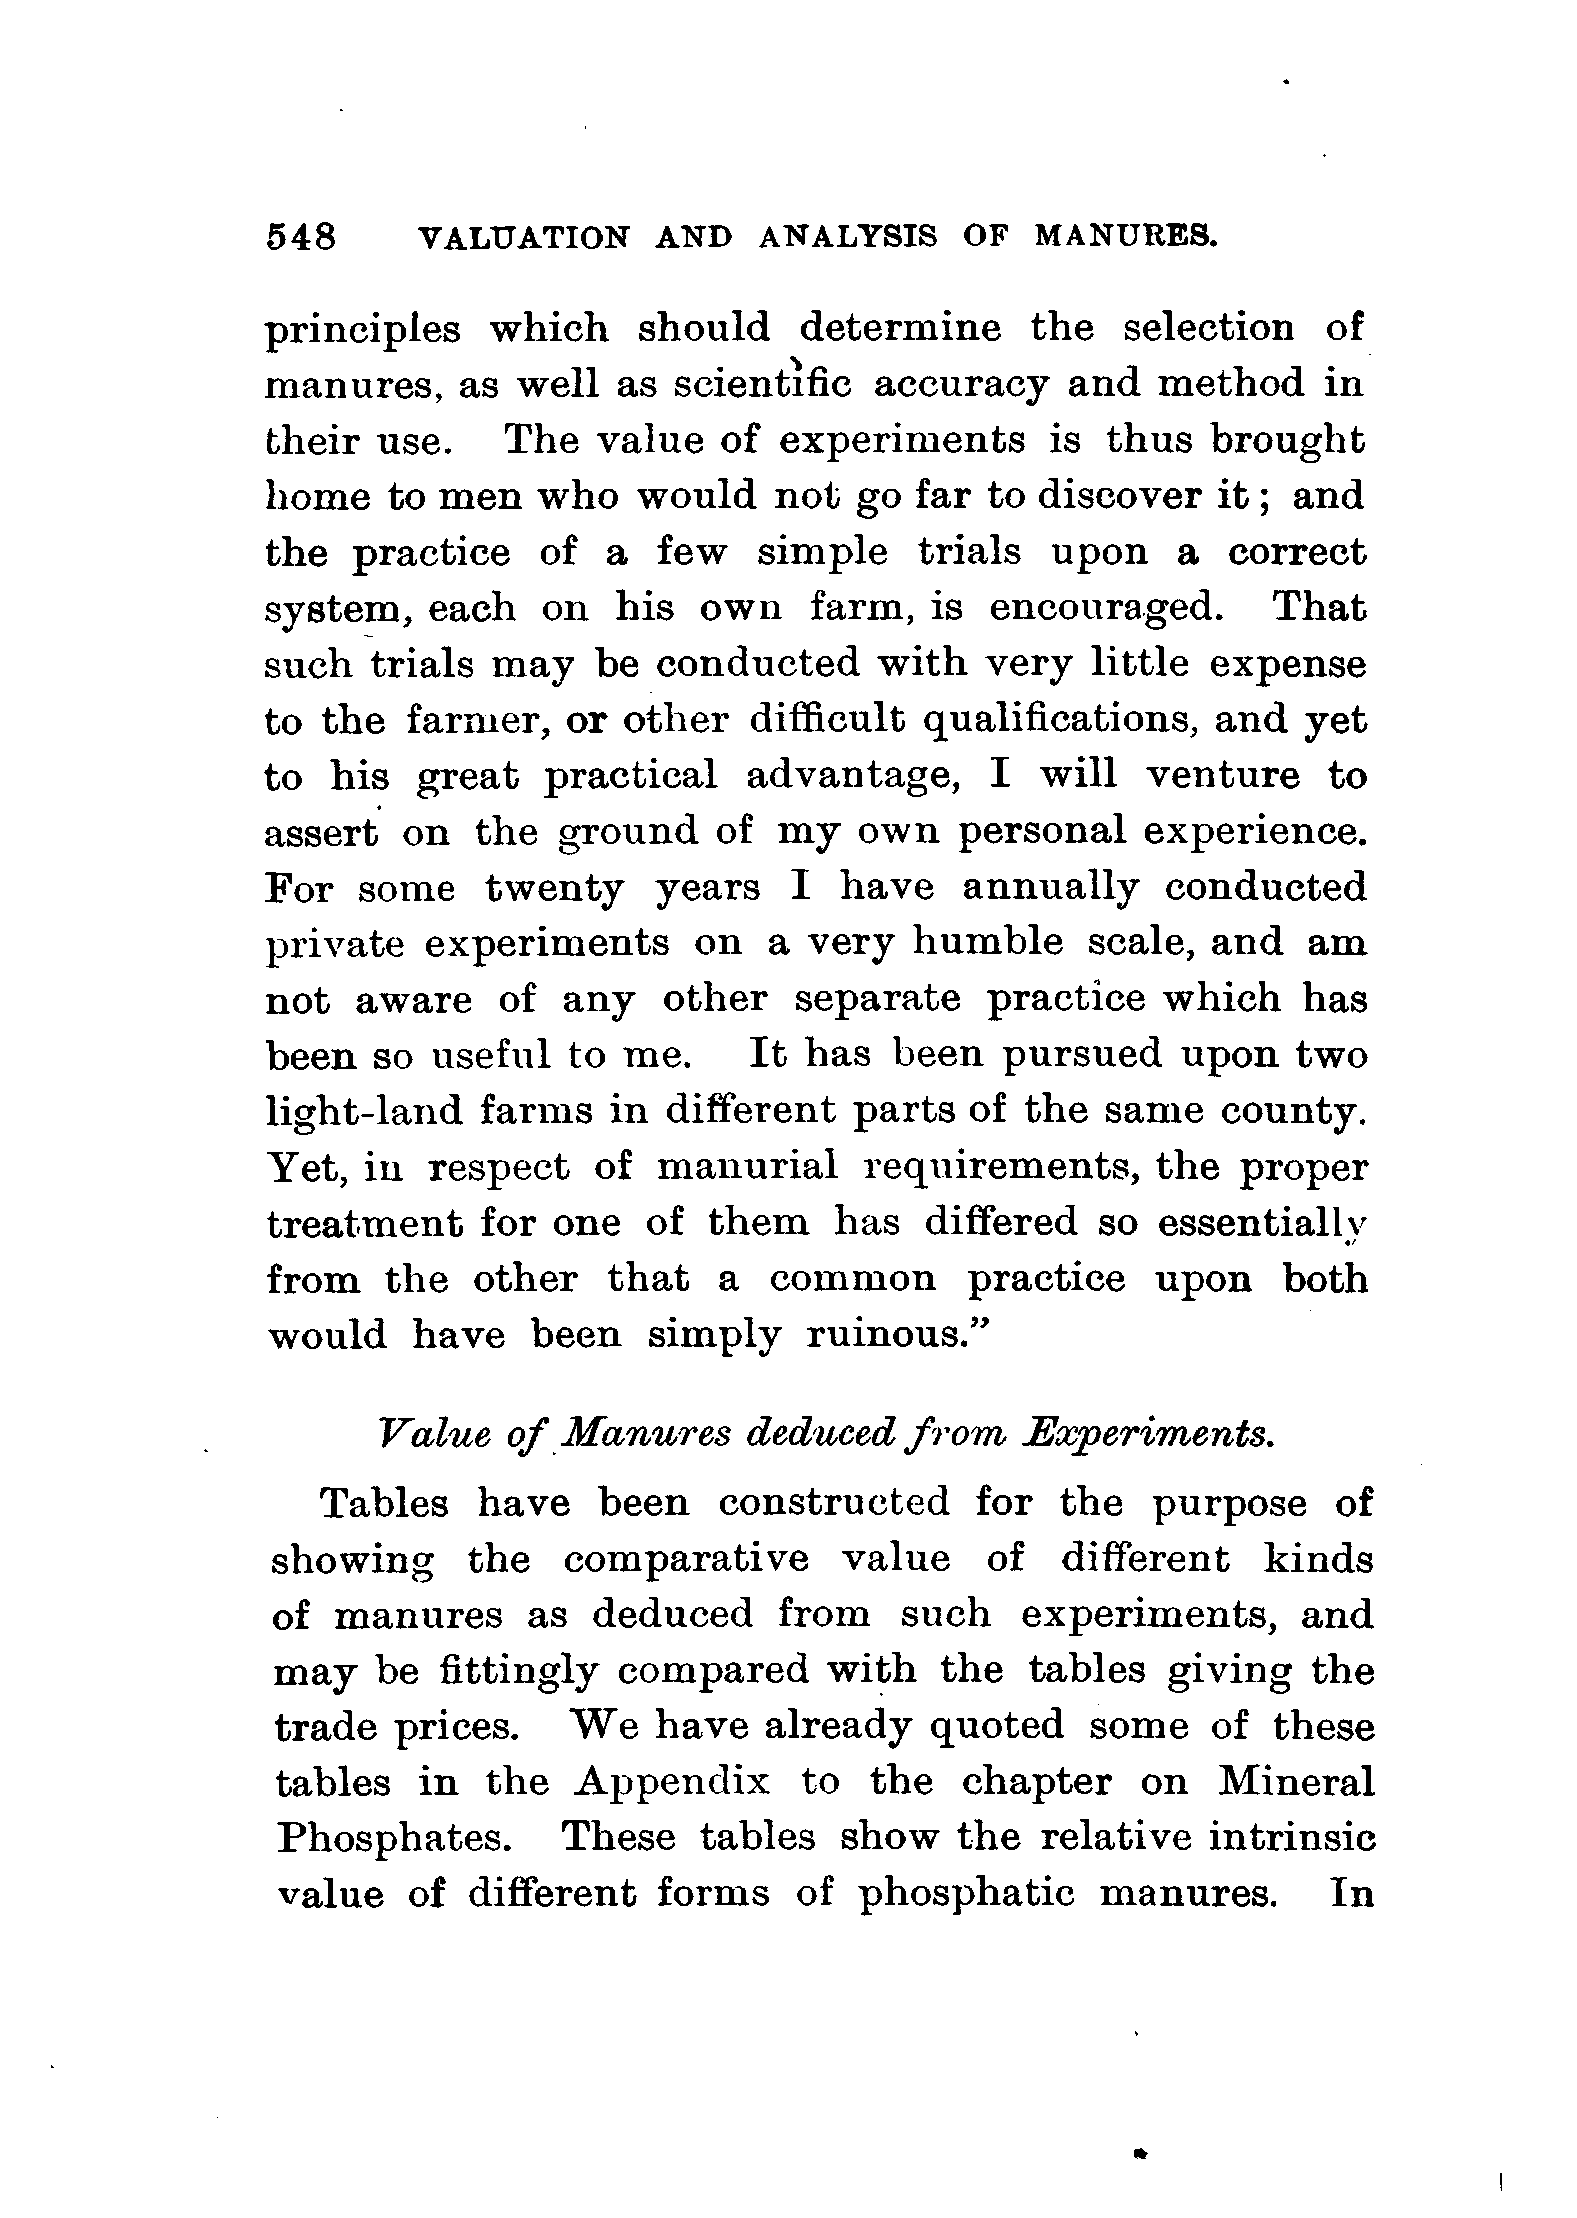 548 VALUATION AND ANALYSIS OF MANURES.
principles which should determine the selection of
manures, as well as scientific accuracy and method in
their use. The value of experiments is thus brought
home to men who would not go far to discover it; and
the practice of a few simple trials upon a correct
system, each on his own farm, is encouraged. That
such trials may be conducted with very little expense
to the farmer, or other difficult qualifications, and yet
to his great practical advantage, I will venture to
assert on the ground of my own personal experience.
For some twenty years I have annually conducted
private experiments on a very humble scale, and am
not aware of any other separate practice which has
been so useful to me. It has been pursued upon two
light-land farms in different parts of the same county.
Yet, in respect of manurial requirements, the proper
treatment for one of them has differed so essentially
from the other that a common practice upon both
would have been simply ruinous.”
Value of Manures deduced from Experiments.
Tables have been constructed for the purpose of
showing the comparative value of different kinds
of manures as deduced from such experiments, and
may be fittingly compared with the tables giving the
trade prices. We have already quoted some of these
tables in the Appendix to the chapter on Mineral
Phosphates. These tables show the relative intrinsic
value of different forms of phosphatic manures. In